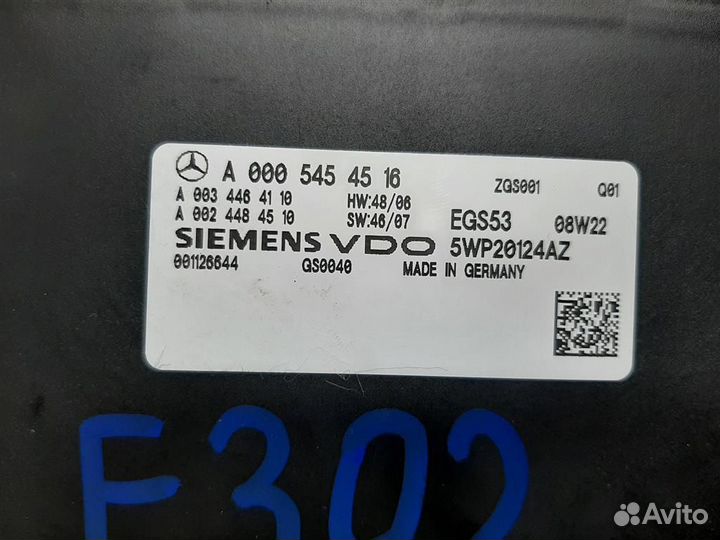 A 000 545 45 16
ZGS001 Q01
A 003 446 41 10 HW:48/06
A 002 448 45 10 SW:46/07 EGS53 08W22
SIEMENS VDO 5WP20124AZ
001126644 GS0040 MADE IN GERMANY
F302
Avito